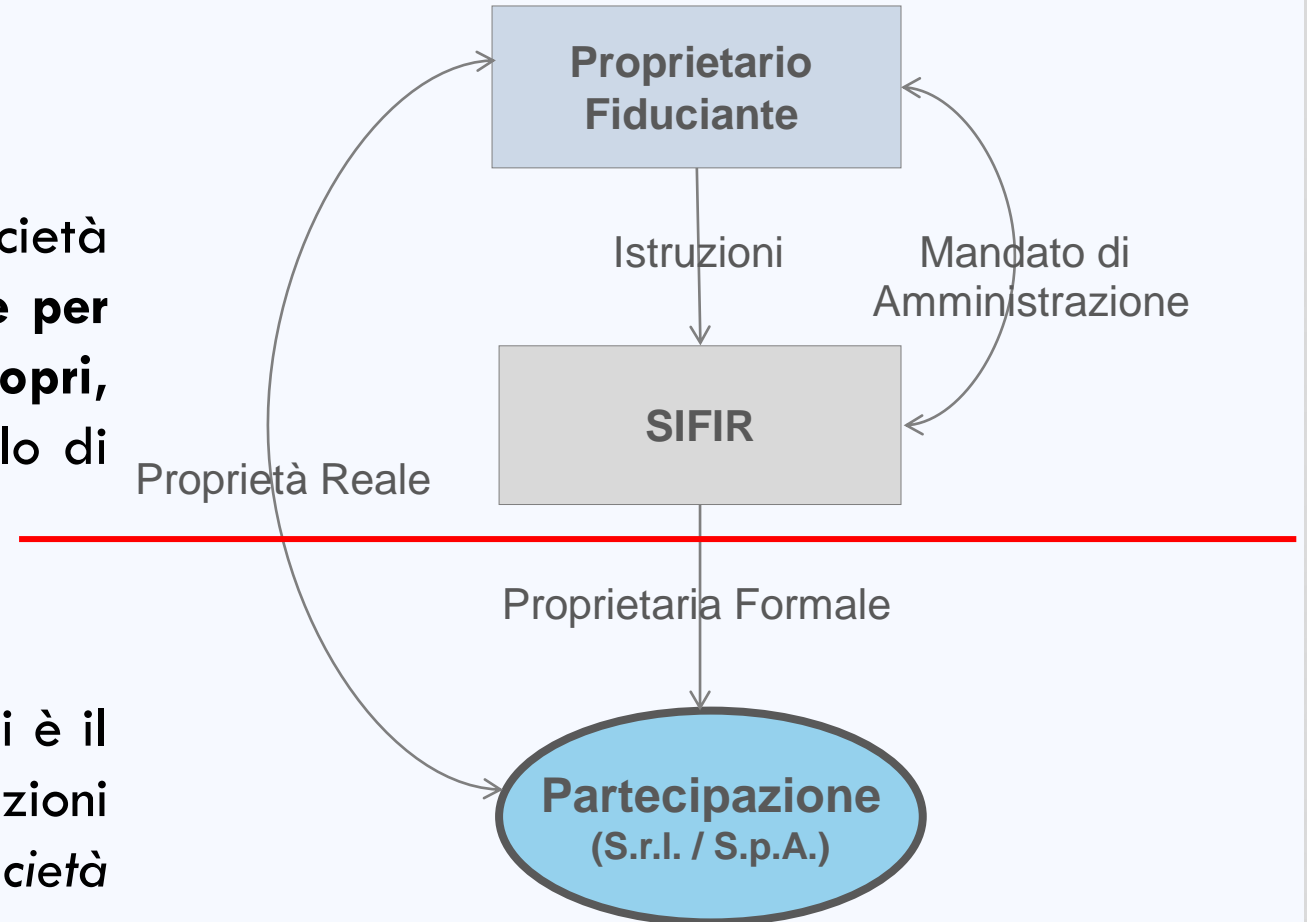 Proprietario
Fiduciante
cietà
Istruzioni
Mandato di
Amministrazione
e per
opri,
SIFIR
lo di
Proprietà Reale
Proprietaria Formale
i è il
zioni
Partecipazione
(S.r.l. / S.p.A.)
cietà